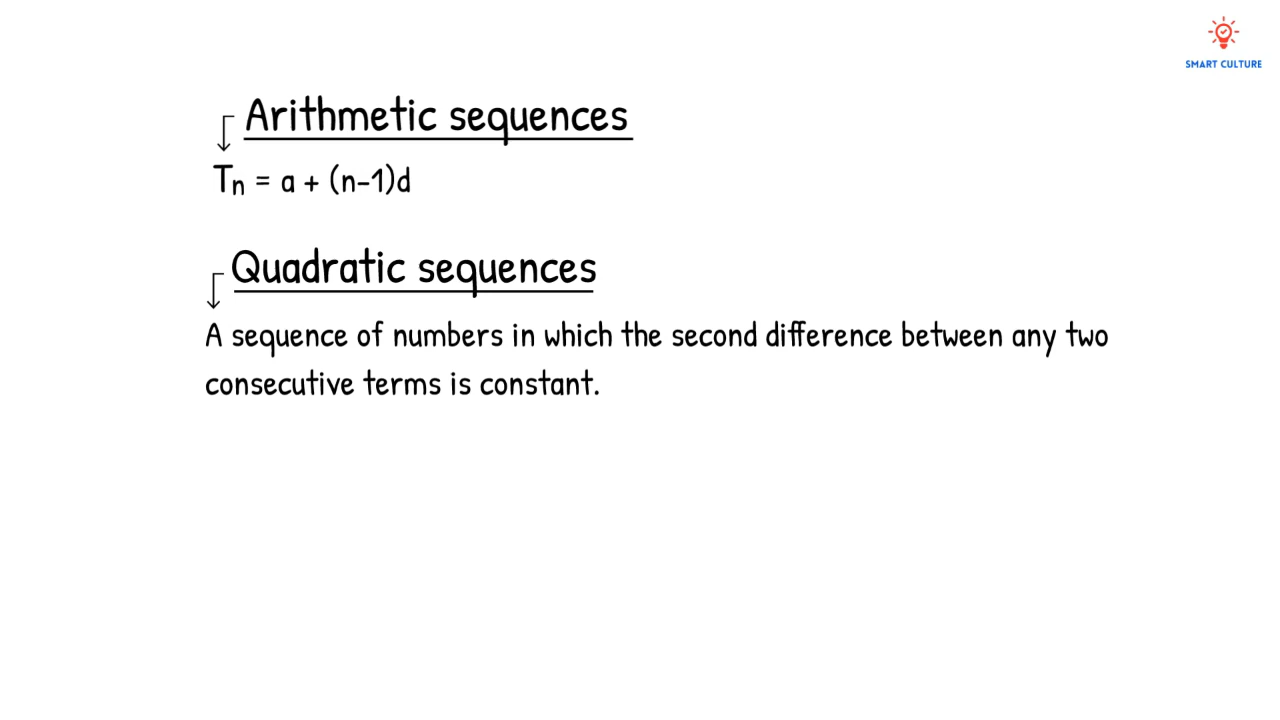 SMART CULTURE
Arithmetic sequences
Tn = a + (n-1)d
Quadratic sequences
A sequence of numbers in which the second difference between any two
consecutive terms is constant.